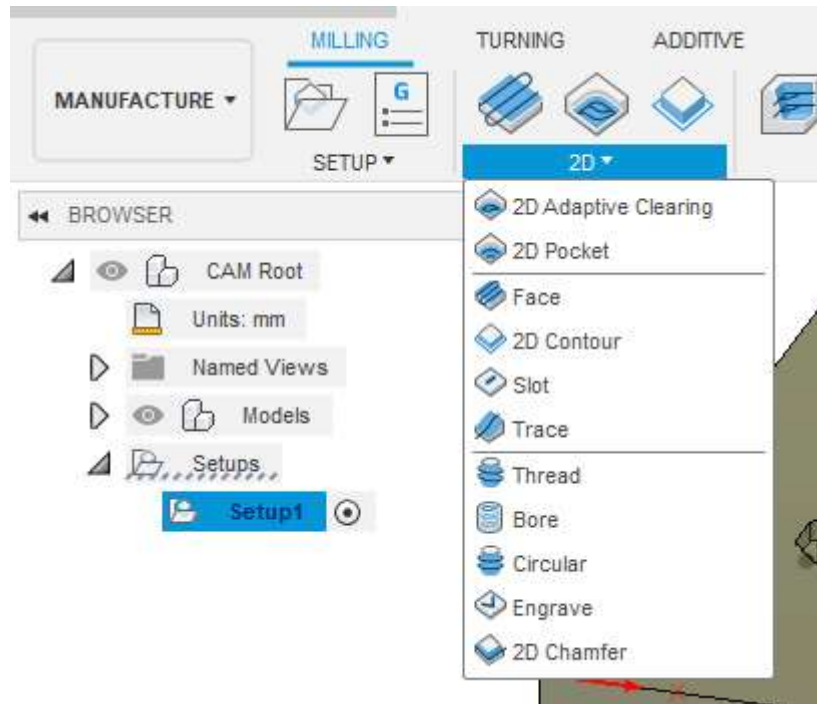 MILLING TURNING ADDITIVE
MANUFACTURE
G
SETUP 2D
BROWSER
CAM Root
Units: mm
Named Views
Models
Setups
Setup1
2D Adaptive Clearing
2D Pocket
Face
2D Contour
Slot
Trace
Thread
Bore
Circular
Engrave
2D Chamfer